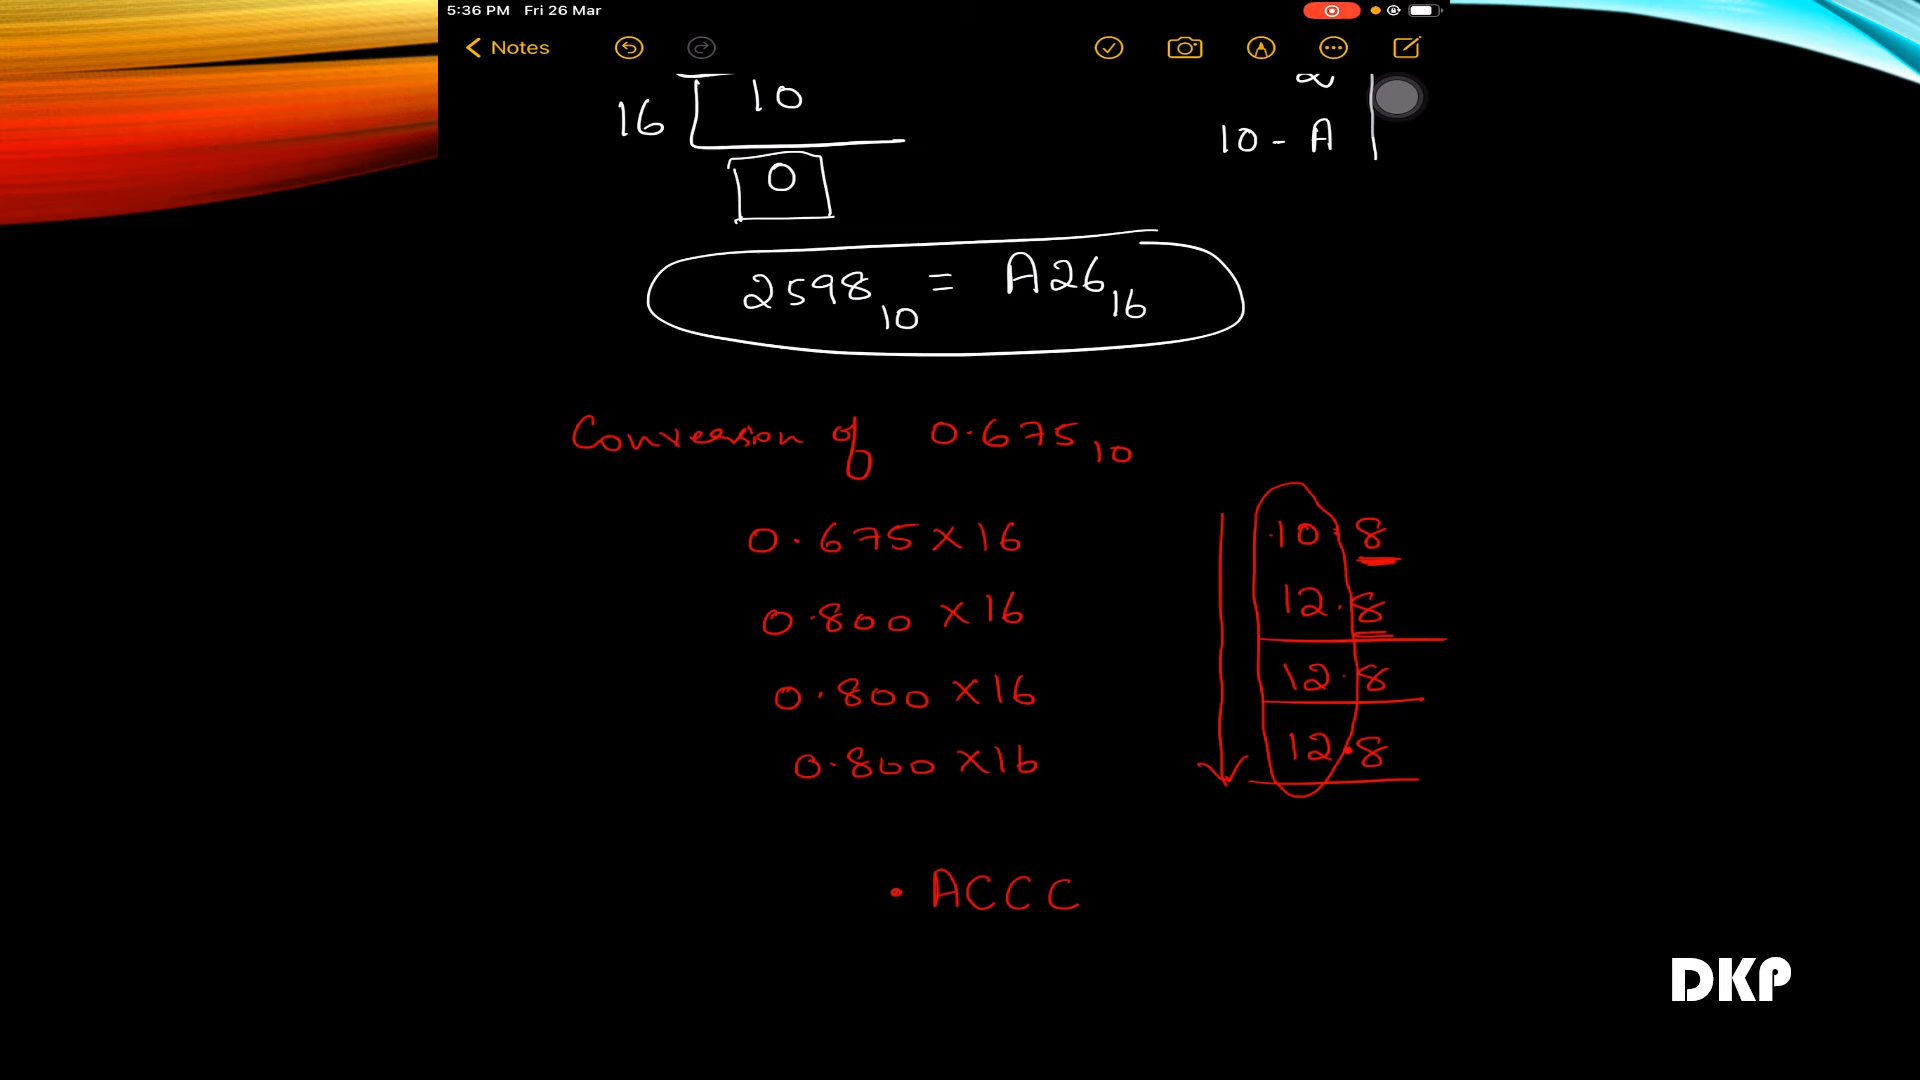 5:36 PM Fri 26 Mar
Notes
16 10
10 - A
0
2598₁₀ = A26₁₆
Conversion of 0.675₁₀
0.675 × 16 10.8
0.800 × 16 12.8
0.800 × 16 12.8
0.800 × 16 12.8
. ACCC
DKP